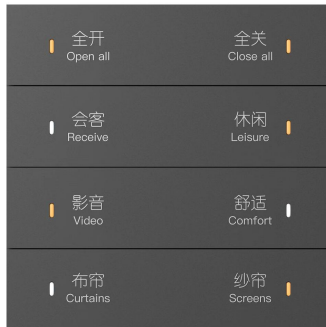 全开
Open all
全关
Close all
会客
Receive
休闲
Leisure
影音
Video
舒适
Comfort
布帘
Curtains
纱帘
Screens